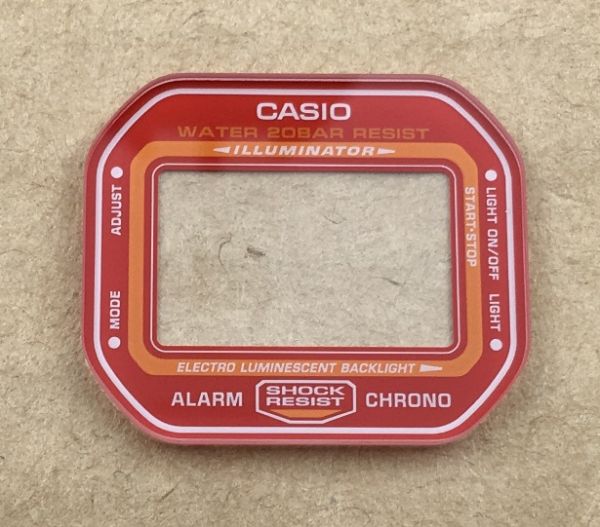 CASIO
WATER 20BAR RESIST
ILLUMINATOR
ADJUST
MODE
START·STOP
LIGHT ON/OFF
LIGHT
ELECTRO LUMINESCENT BACKLIGHT
ALARM
SHOCK
RESIST
CHRONO